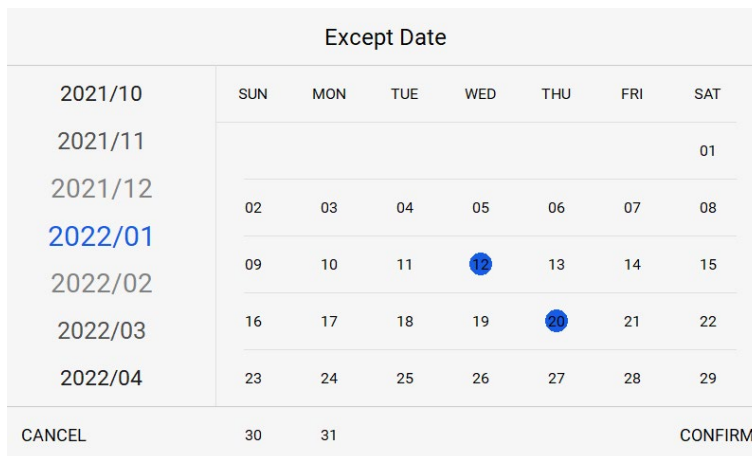 Except Date
2021/10
2021/11
2021/12
2022/01
2022/02
2022/03
2022/04
SUN MON TUE WED THU FRI SAT
01
02 03 04 05 06 07 08
09 10 11 12 13 14 15
16 17 18 19 20 21 22
23 24 25 26 27 28 29
30 31
CANCEL
CONFIRM